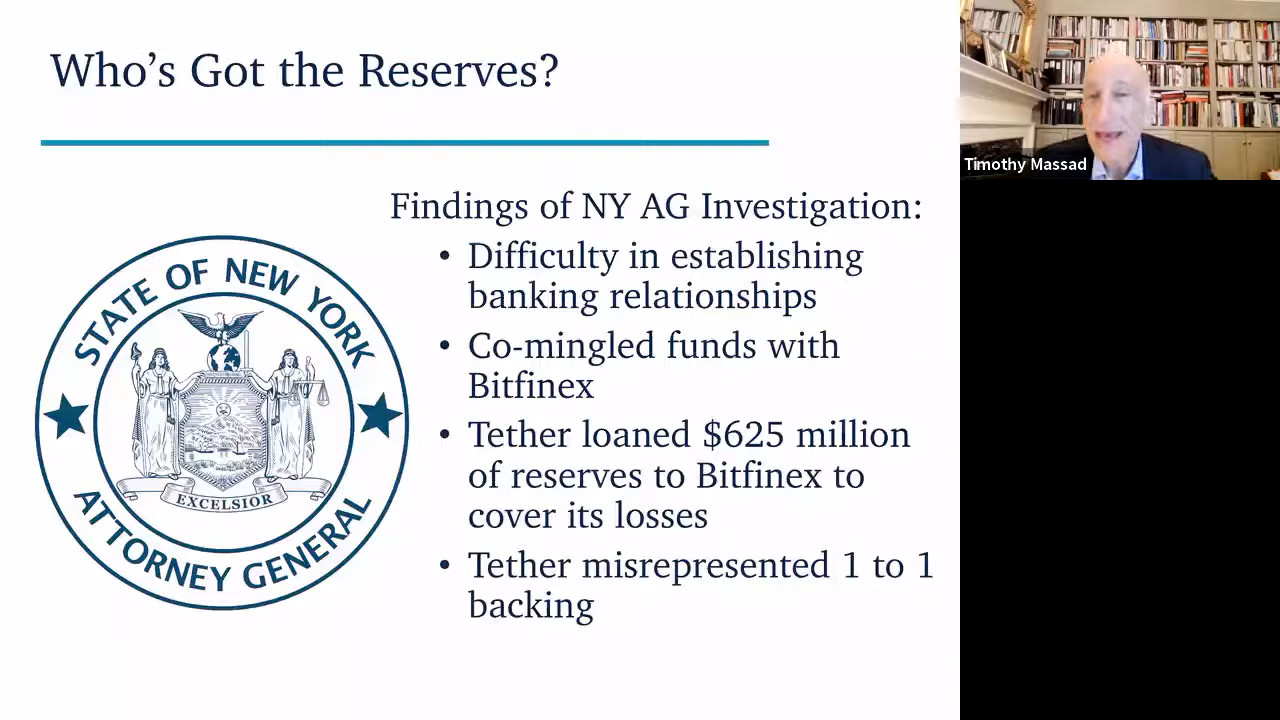 Who's Got the Reserves?
Timothy Massad
Findings of NY AG Investigation:
• Difficulty in establishing
banking relationships
• Co-mingled funds with
Bitfinex
• Tether loaned $625 million
of reserves to Bitfinex to
cover its losses
• Tether misrepresented 1 to 1
backing
STATE OF NEW YORK
EXCELSIOR
ATTORNEY GENERAL